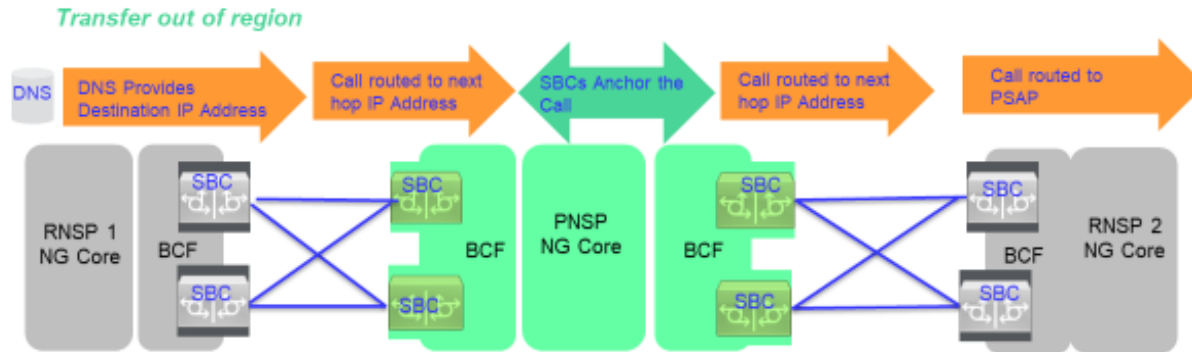 Transfer out of region
DNS
DNS Provides
Destination IP Address
Call routed to next
hop IP Address
SBCs Anchor the
Call
Call routed to next
hop IP Address
Call routed to
PSAP
RNSP 1
NG Core
BCF
SBC
SBC
SBC
SBC
BCF
PNSP
NG Core
BCF
SBC
SBC
SBC
SBC
BCF
RNSP 2
NG Core